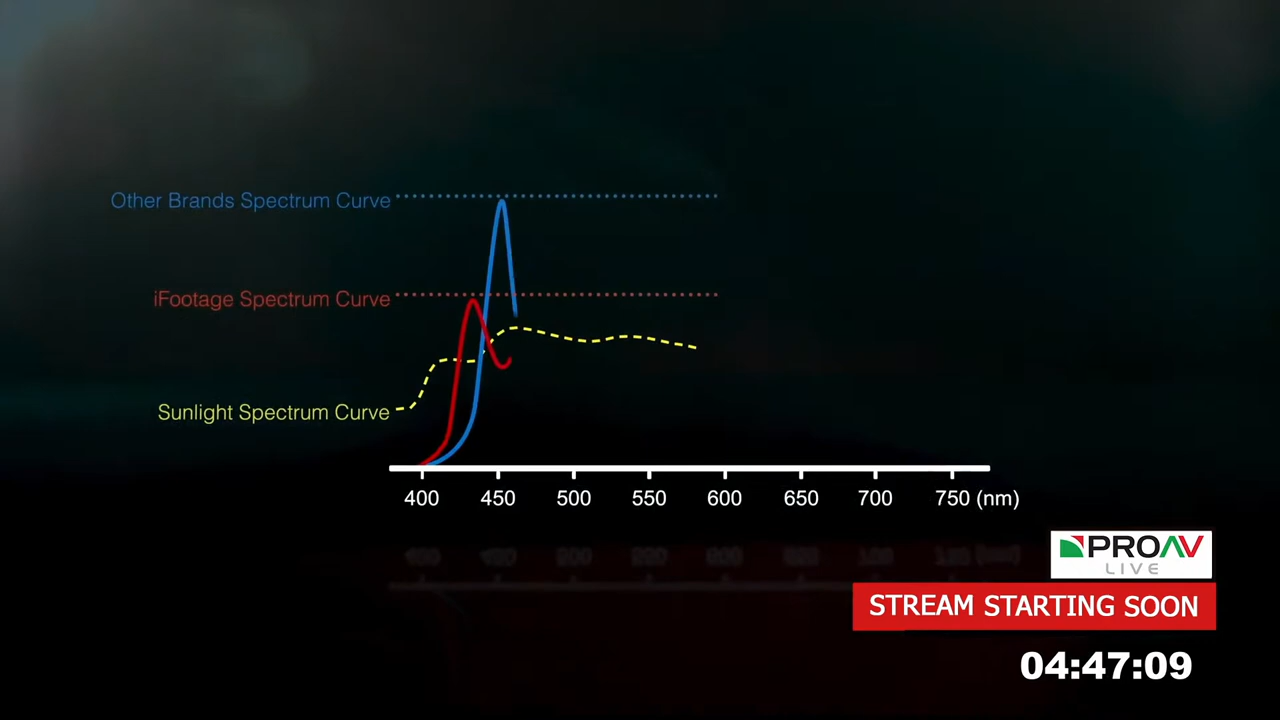 Other Brands Spectrum Curve
iFootage Spectrum Curve
Sunlight Spectrum Curve
400 450 500 550 600 650 700 750 (nm)
PROAV
LIVE
STREAM STARTING SOON
04:47:09